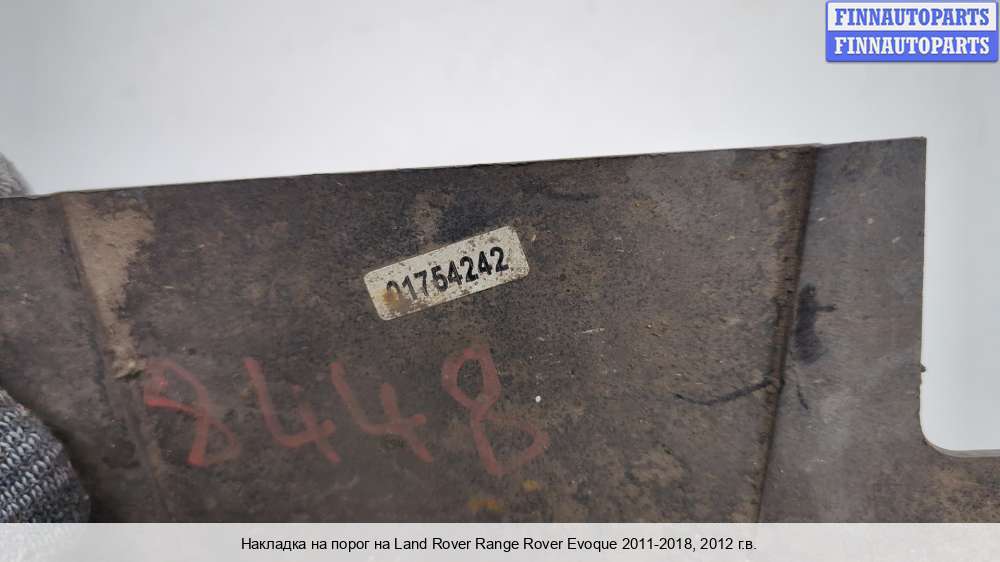 FINNAUTOPARTS
FINNAUTOPARTS
01754242
8448
Накладка на порог на Land Rover Range Rover Evoque 2011-2018, 2012 г.в.